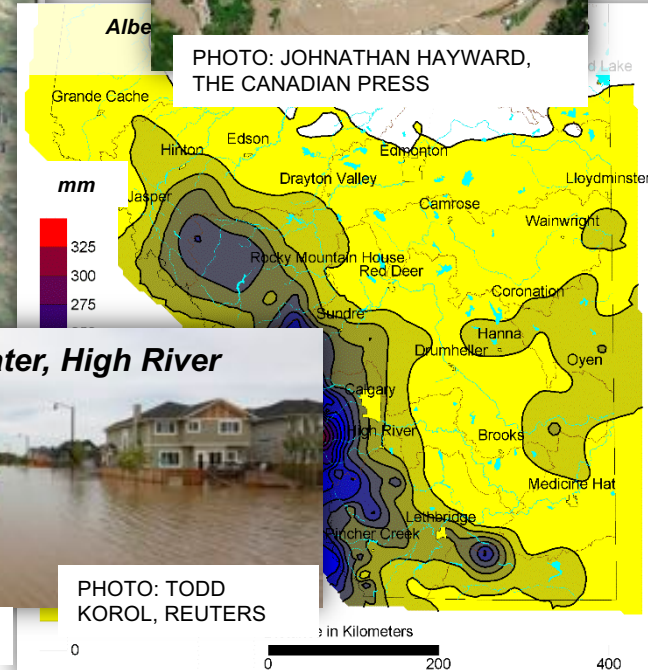 Albe
PHOTO: JOHNATHAN HAYWARD,
THE CANADIAN PRESS
Lake
Grande Cache
Edson
Hinton
Edmonton
mm
Drayton Valley
Lloydminster
Jasper
Camrose
Wainwright
325
Rocky Mountain House
Red Deer
300
Coronation
275
Sundre
Hanna
ter, High River
Drumheller
Oyen
Calgary
High River
Brooks
Medicine Hat
Lethbridge
Pincher Creek
PHOTO: TODD
KOROL, REUTERS
in Kilometers
0
0
200
400